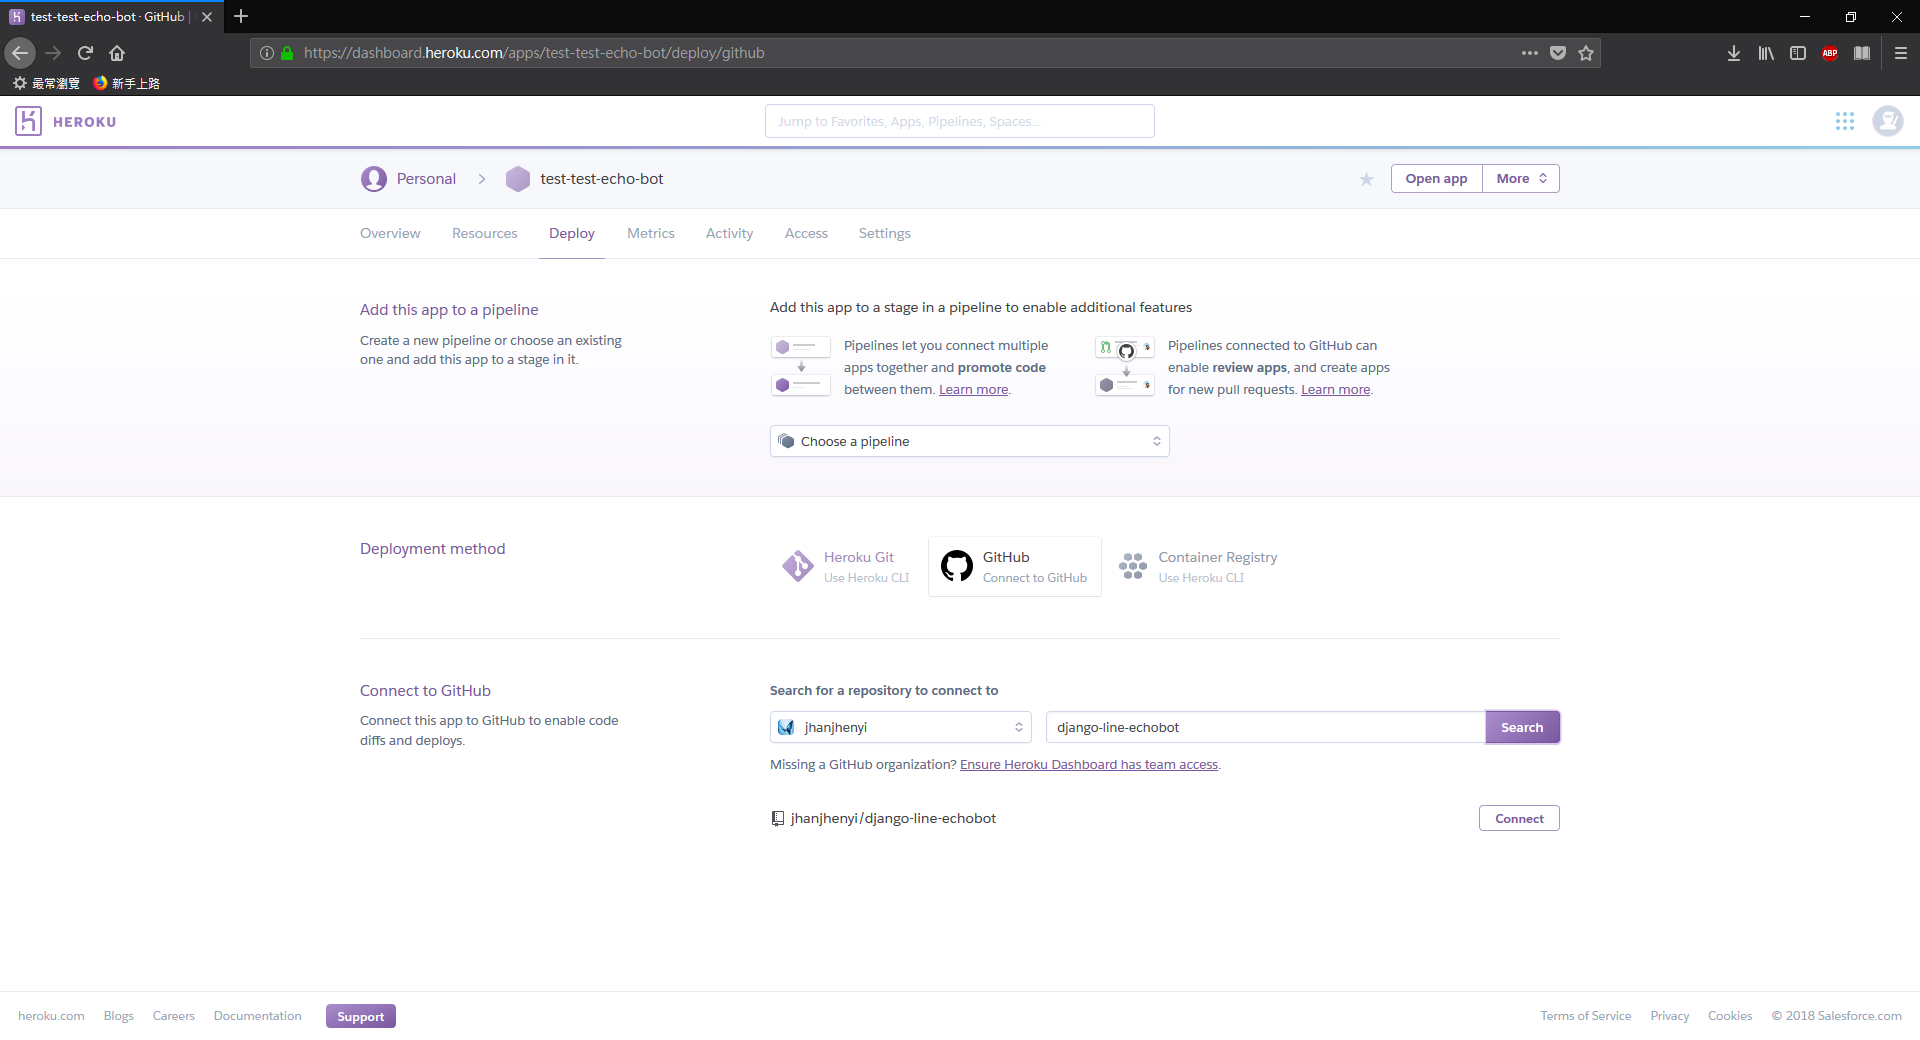 test-test-echo-bot · GitHub |
https://dashboard.heroku.com/apps/test-test-echo-bot/deploy/github
ABP
最常瀏覽 新手上路
HEROKU
Jump to Favorites, Apps, Pipelines, Spaces...
Personal > test-test-echo-bot
Open app More
Overview Resources Deploy Metrics Activity Access Settings
Add this app to a pipeline
Create a new pipeline or choose an existing
one and add this app to a stage in it.
Add this app to a stage in a pipeline to enable additional features
Pipelines let you connect multiple
apps together and promote code
between them. Learn more.
Pipelines connected to GitHub can
enable review apps, and create apps
for new pull requests. Learn more.
Choose a pipeline
Deployment method
Heroku Git
Use Heroku CLI
GitHub
Connect to GitHub
Container Registry
Use Heroku CLI
Connect to GitHub
Connect this app to GitHub to enable code
diffs and deploys.
Search for a repository to connect to
jhanjhenyi django-line-echobot Search
Missing a GitHub organization? Ensure Heroku Dashboard has team access.
jhanjhenyi/django-line-echobot Connect
heroku.com Blogs Careers Documentation Support Terms of Service Privacy Cookies © 2018 Salesforce.com